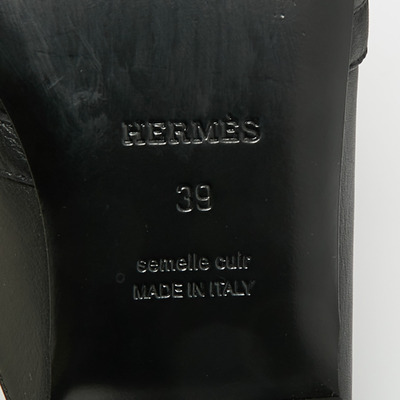 HERMÈS
39
semelle cuir
MADE IN ITALY